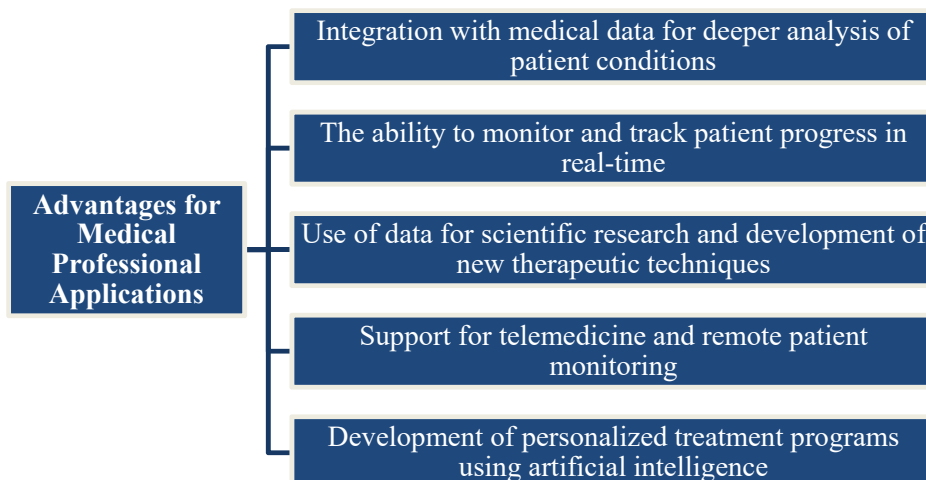 Integration with medical data for deeper analysis of
patient conditions
The ability to monitor and track patient progress in
real-time
Advantages for
Medical
Professional
Applications
Use of data for scientific research and development of
new therapeutic techniques
Support for telemedicine and remote patient
monitoring
Development of personalized treatment programs
using artificial intelligence